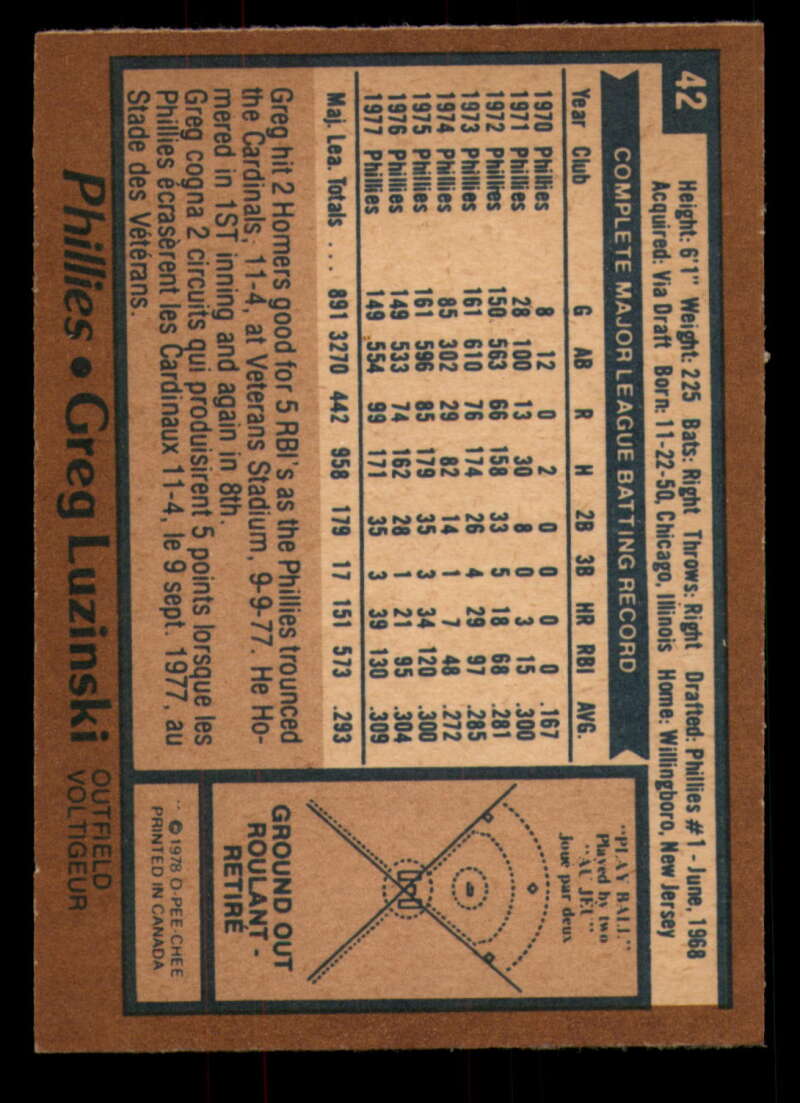 42
Height: 6'1" Weight: 225 Bats: Right Throws: Right Drafted: Phillies #1 - June, 1968
Acquired: Via Draft Born: 11-22-50, Chicago, Illinois Home: Willingboro, New Jersey
COMPLETE MAJOR LEAGUE BATTING RECORD
Year Club G AB R H 2B 3B HR RBI AVG.
1970 Phillies 8 12 0 2 0 0 0 0 .167
1971 Phillies 28 100 13 30 8 0 3 15 .300
1972 Phillies 150 563 66 158 33 5 18 68 .281
1973 Phillies 161 610 76 174 26 4 29 97 .285
1974 Phillies 85 302 29 82 14 1 7 48 .272
1975 Phillies 161 596 85 179 35 3 34 120 .300
1976 Phillies 149 533 74 162 28 1 21 95 .304
1977 Phillies 149 554 99 171 35 3 39 130 .309
Maj. Lea. Totals ... 891 3270 442 958 179 17 151 573 .293
Greg hit 2 Homers good for 5 RBI's as the Phillies trounced
the Cardinals, 11-4, at Veterans Stadium, 9-9-77. He Ho-
mered in 1ST inning and again in 8th.
Greg cogna 2 circuits qui produisirent 5 points lorsque les
Phillies écrasèrent les Cardinaux 11-4, le 9 sept. 1977, au
Stade des Vétérans.
"PLAY BALL"
Played by two
"AU JEU"
Joue par deux
GROUND OUT
ROULANT -
RETIRÉ
© 1978 O-PEE-CHEE
PRINTED IN CANADA
Phillies • Greg Luzinski
OUTFIELD
VOLTIGEUR